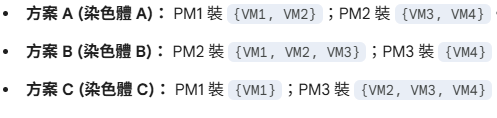 • 方案 A (染色體 A)： PM1 裝 {VM1, VM2} ；PM2 裝 {VM3, VM4}
• 方案 B (染色體 B)： PM2 裝 {VM1, VM2, VM3} ；PM3 裝 {VM4}
• 方案 C (染色體 C)： PM1 裝 {VM1} ；PM3 裝 {VM2, VM3, VM4}